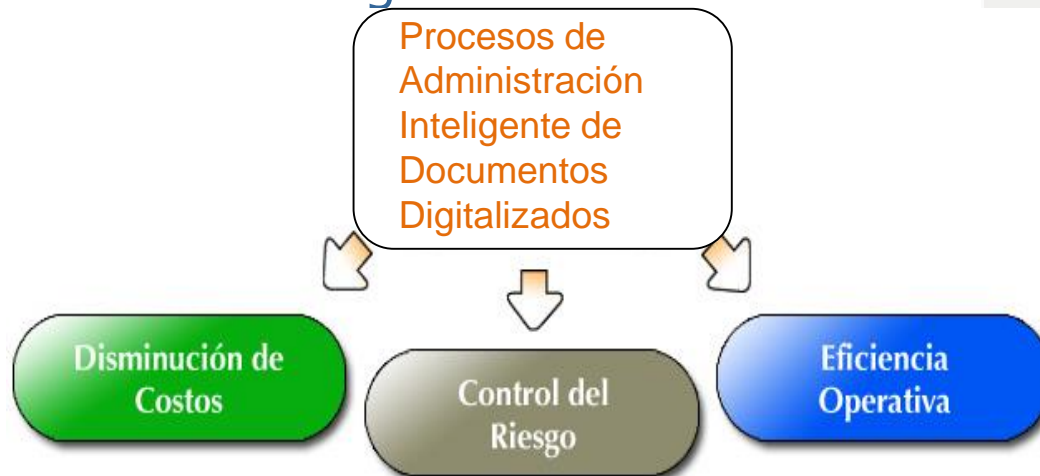 Procesos de
Administración
Inteligente de
Documentos
Digitalizados
Disminución de
Costos
Control del
Riesgo
Eficiencia
Operativa